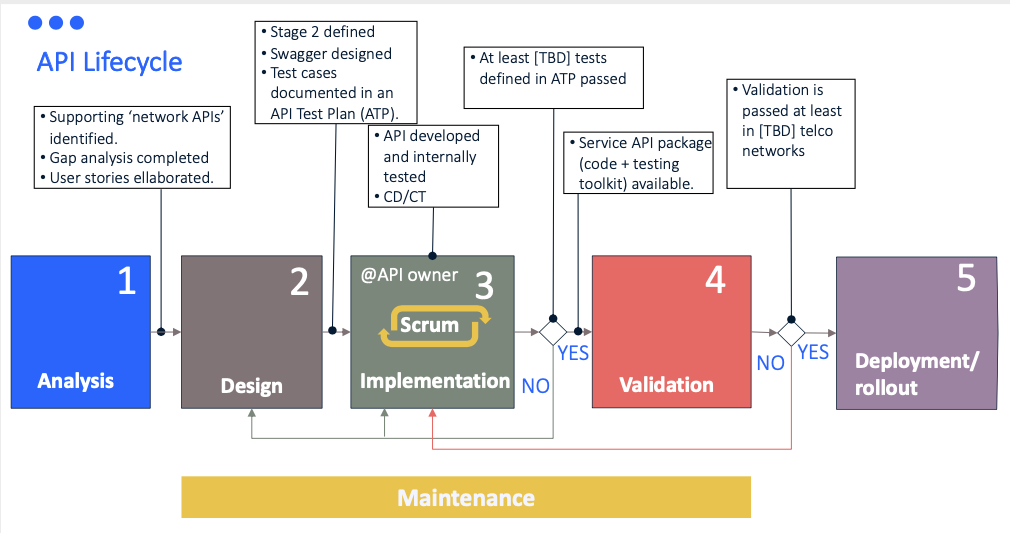 API Lifecycle
• Supporting ‘network APIs’
identified.
• Gap analysis completed
• User stories ellaborated.
• Stage 2 defined
• Swagger designed
• Test cases
documented in an
API Test Plan (ATP).
• API developed
and internally
tested
• CD/CT
• At least [TBD] tests
defined in ATP passed
• Service API package
(code + testing
toolkit) available.
• Validation is
passed at least
in [TBD] telco
networks
1
Analysis
2
Design
@API owner
3
Scrum
Implementation
YES
NO
4
Validation
NO
YES
5
Deployment/
rollout
Maintenance